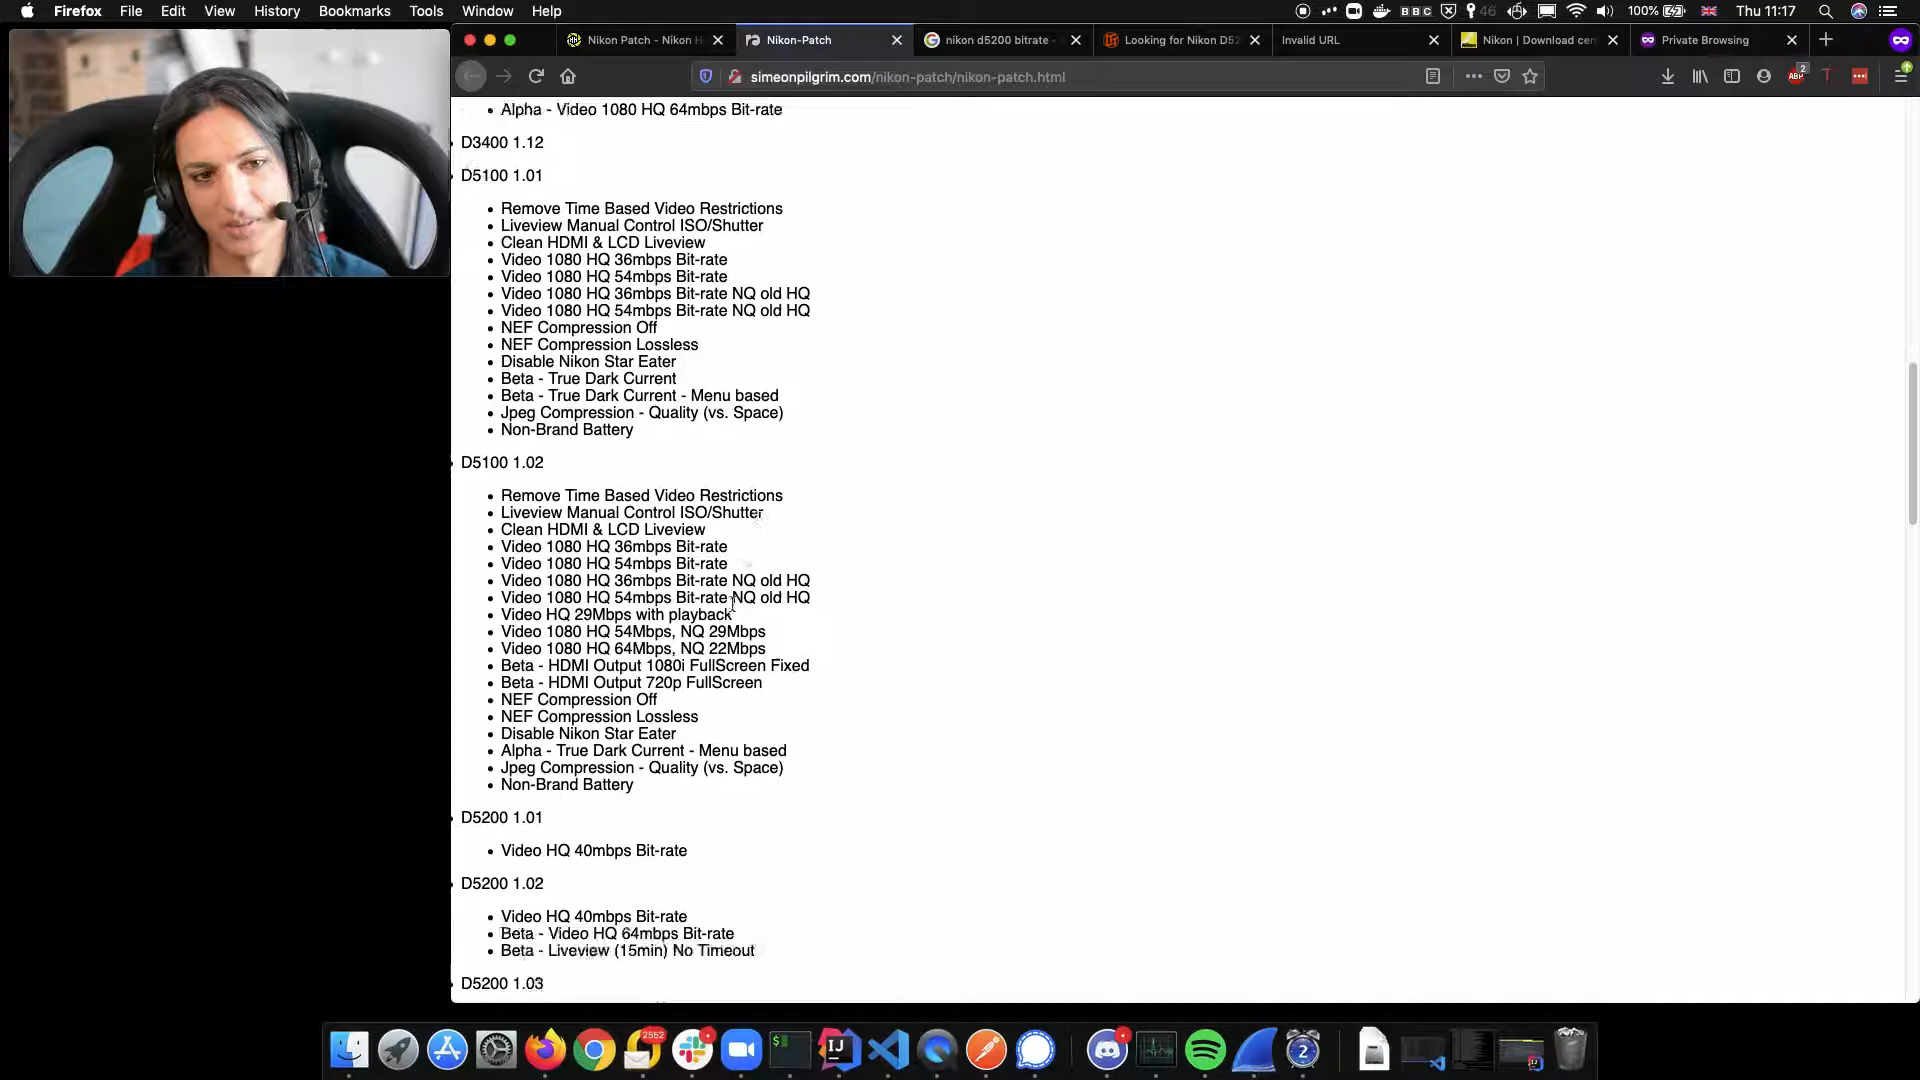 Firefox File Edit View History Bookmarks Tools Window Help
BBC 46 100% Thu 11:17
Nikon Patch - Nikon H
Nikon-Patch
nikon d5200 bitrate -
Looking for Nikon D52
Invalid URL
Nikon | Download cen
Private Browsing
simeonpilgrim.com/nikon-patch/nikon-patch.html
ABP 2
Alpha - Video 1080 HQ 64mbps Bit-rate
D3400 1.12
D5100 1.01
Remove Time Based Video Restrictions
Liveview Manual Control ISO/Shutter
Clean HDMI & LCD Liveview
Video 1080 HQ 36mbps Bit-rate
Video 1080 HQ 54mbps Bit-rate
Video 1080 HQ 36mbps Bit-rate NQ old HQ
Video 1080 HQ 54mbps Bit-rate NQ old HQ
NEF Compression Off
NEF Compression Lossless
Disable Nikon Star Eater
Beta - True Dark Current
Beta - True Dark Current - Menu based
Jpeg Compression - Quality (vs. Space)
Non-Brand Battery
D5100 1.02
Remove Time Based Video Restrictions
Liveview Manual Control ISO/Shutter
Clean HDMI & LCD Liveview
Video 1080 HQ 36mbps Bit-rate
Video 1080 HQ 54mbps Bit-rate
Video 1080 HQ 36mbps Bit-rate NQ old HQ
Video 1080 HQ 54mbps Bit-rate NQ old HQ
Video HQ 29Mbps with playback
Video 1080 HQ 54Mbps, NQ 29Mbps
Video 1080 HQ 64Mbps, NQ 22Mbps
Beta - HDMI Output 1080i FullScreen Fixed
Beta - HDMI Output 720p FullScreen
NEF Compression Off
NEF Compression Lossless
Disable Nikon Star Eater
Alpha - True Dark Current - Menu based
Jpeg Compression - Quality (vs. Space)
Non-Brand Battery
D5200 1.01
Video HQ 40mbps Bit-rate
D5200 1.02
Video HQ 40mbps Bit-rate
Beta - Video HQ 64mbps Bit-rate
Beta - Liveview (15min) No Timeout
D5200 1.03
2552
$
IJ
2